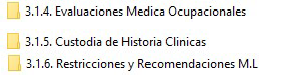 3.1.4. Evaluaciones Medica Ocupacionales
3.1.5. Custodia de Historia Clinicas
3.1.6. Restricciones y Recomendaciones M.L